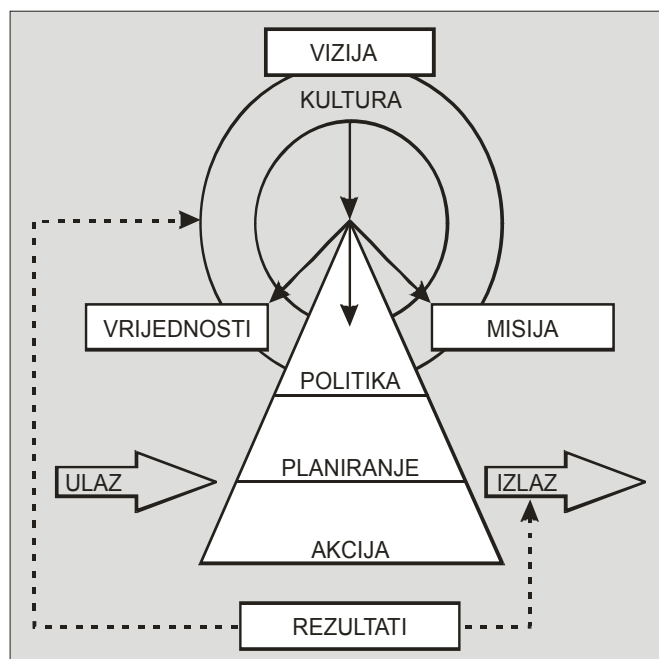 VIZIJA
KULTURA
VRIJEDNOSTI
MISIJA
POLITIKA
PLANIRANJE
ULAZ
IZLAZ
AKCIJA
REZULTATI